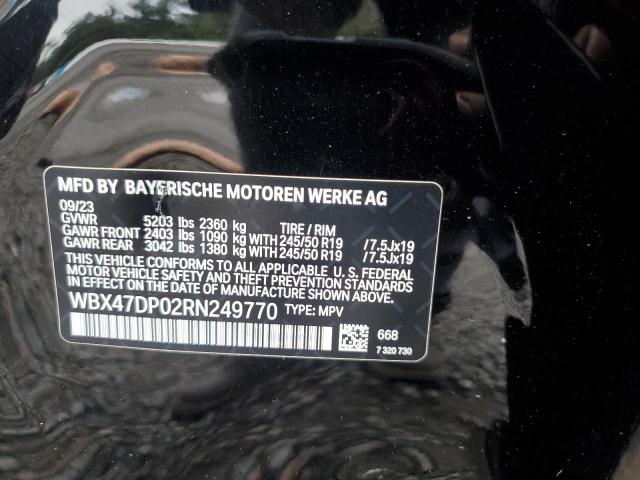 MFD BY BAYERISCHE MOTOREN WERKE AG
09/23
GVWR 5203 lbs 2360 kg TIRE / RIM
GAWR FRONT 2403 lbs 1090 kg WITH 245/50 R19 /7.5Jx19
GAWR REAR 3042 lbs 1380 kg WITH 245/50 R19 /7.5Jx19
THIS VEHICLE CONFORMS TO ALL APPLICABLE U. S. FEDERAL
MOTOR VEHICLE SAFETY AND THEFT PREVENTION STANDARDS
IN EFFECT ON THE DATE OF MANUFACTURE SHOWN ABOVE.
WBX47DP02RN249770 TYPE: MPV
668
7 320 730